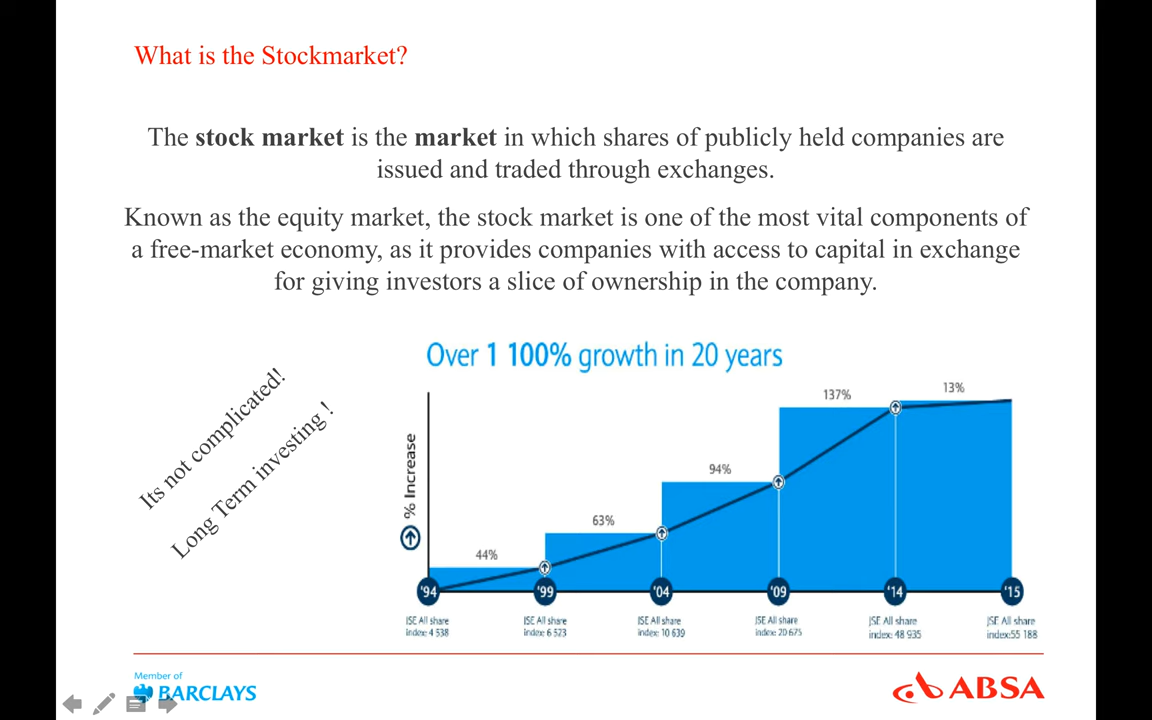 What is the Stockmarket?
The stock market is the market in which shares of publicly held companies are
issued and traded through exchanges.
Known as the equity market, the stock market is one of the most vital components of
a free-market economy, as it provides companies with access to capital in exchange
for giving investors a slice of ownership in the company.
Its not complicated!
Long Term investing !
Over 1 100% growth in 20 years
% Increase
44%
63%
94%
137%
13%
'94
'99
'04
'09
'14
'15
JSE All share
index: 4 538
JSE All share
index: 6 523
JSE All share
index: 10 639
JSE All share
index: 20 675
JSE All share
index: 48 935
JSE All share
index:55 188
Member of
BARCLAYS
ABSA